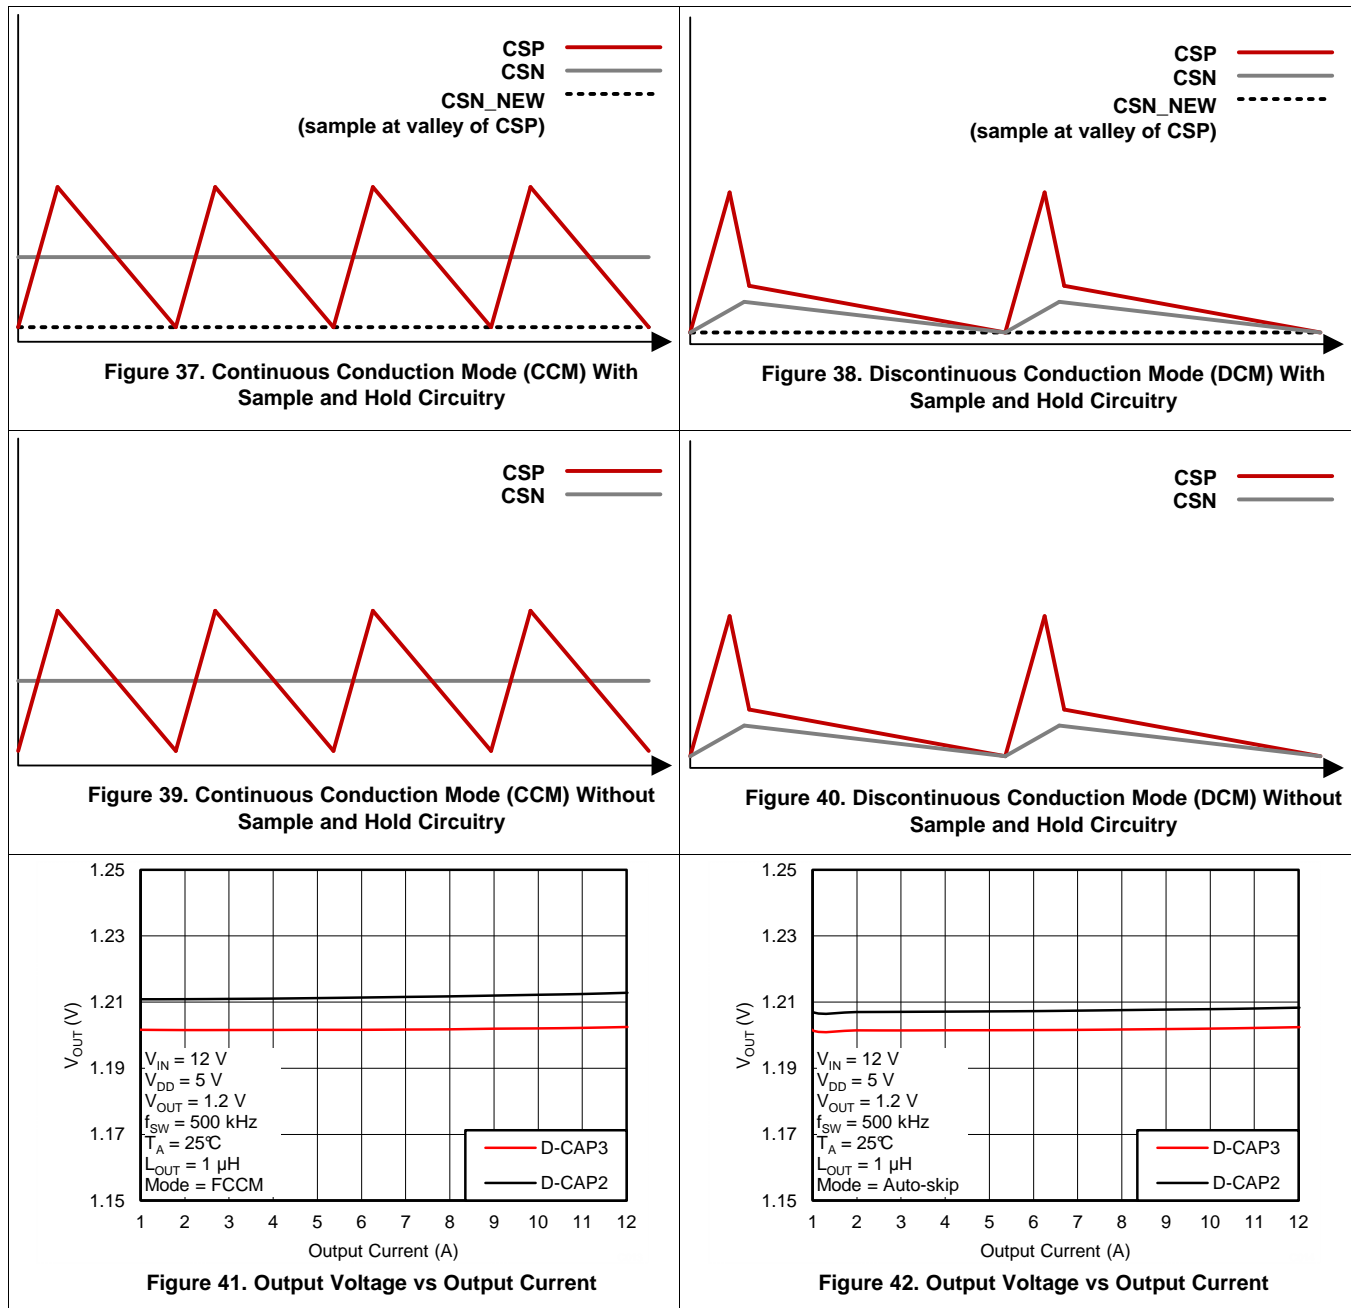 CSP
CSN
CSN_NEW
(sample at valley of CSP)
Figure 37. Continuous Conduction Mode (CCM) With
Sample and Hold Circuitry
CSP
CSN
CSN_NEW
(sample at valley of CSP)
Figure 38. Discontinuous Conduction Mode (DCM) With
Sample and Hold Circuitry
CSP
CSN
Figure 39. Continuous Conduction Mode (CCM) Without
Sample and Hold Circuitry
CSP
CSN
Figure 40. Discontinuous Conduction Mode (DCM) Without
Sample and Hold Circuitry
1.25
1.23
1.21
1.19
1.17
1.15
VOUT (V)
VIN = 12 V
VDD = 5 V
VOUT = 1.2 V
fSW = 500 kHz
TA = 25°C
LOUT = 1 µH
Mode = FCCM
D-CAP3
D-CAP2
1 2 3 4 5 6 7 8 9 10 11 12
Output Current (A)
Figure 41. Output Voltage vs Output Current
1.25
1.23
1.21
1.19
1.17
1.15
VOUT (V)
VIN = 12 V
VDD = 5 V
VOUT = 1.2 V
fSW = 500 kHz
TA = 25°C
LOUT = 1 µH
Mode = Auto-skip
D-CAP3
D-CAP2
1 2 3 4 5 6 7 8 9 10 11 12
Output Current (A)
Figure 42. Output Voltage vs Output Current